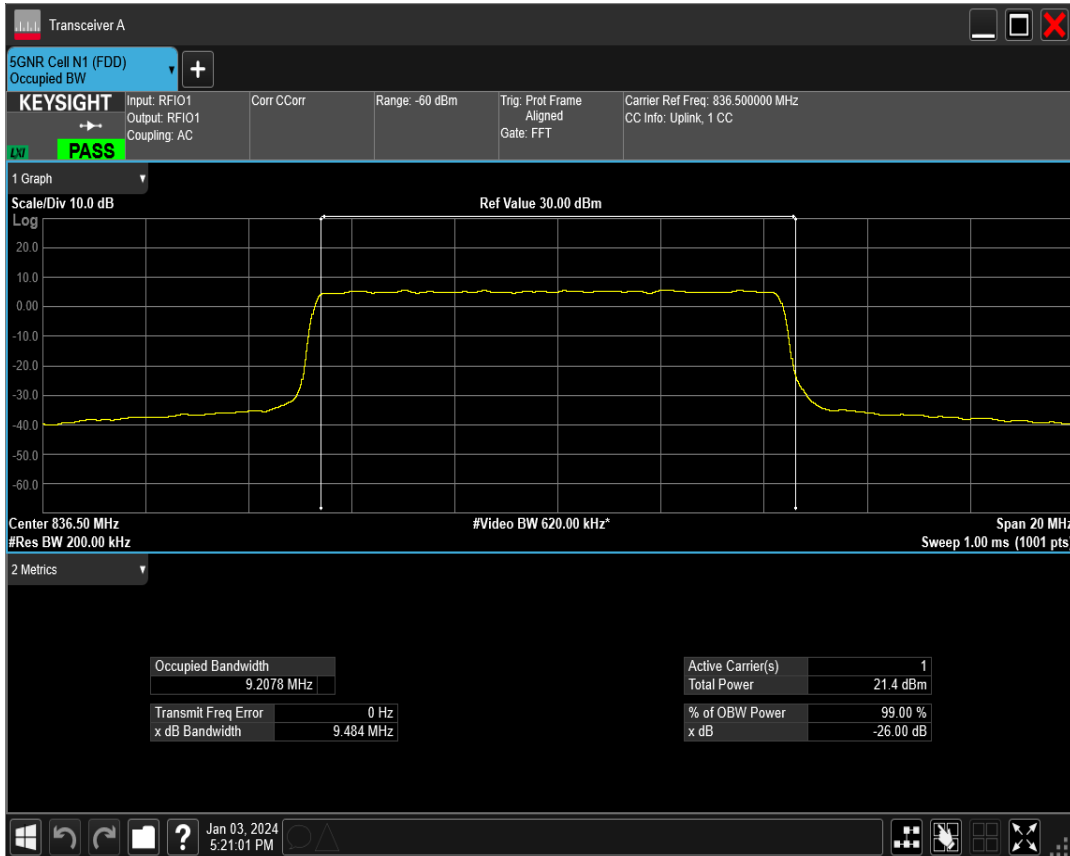 Transceiver A
5GNR Cell N1 (FDD)
Occupied BW
+
KEYSIGHT
LXI
PASS
Input: RFIO1
Output: RFIO1
Coupling: AC
Corr CCorr
Range: -60 dBm
Trig: Prot Frame
Aligned
Gate: FFT
Carrier Ref Freq: 836.500000 MHz
CC Info: Uplink, 1 CC
1 Graph
Scale/Div 10.0 dB
Ref Value 30.00 dBm
Log
20.0
10.0
0.00
-10.0
-20.0
-30.0
-40.0
-50.0
-60.0
Center 836.50 MHz
#Video BW 620.00 kHz*
Span 20 MHz
#Res BW 200.00 kHz
Sweep 1.00 ms (1001 pts)
2 Metrics
Occupied Bandwidth
9.2078 MHz
Transmit Freq Error 0 Hz
x dB Bandwidth 9.484 MHz
Active Carrier(s) 1
Total Power 21.4 dBm
% of OBW Power 99.00 %
x dB -26.00 dB
?
Jan 03, 2024
5:21:01 PM